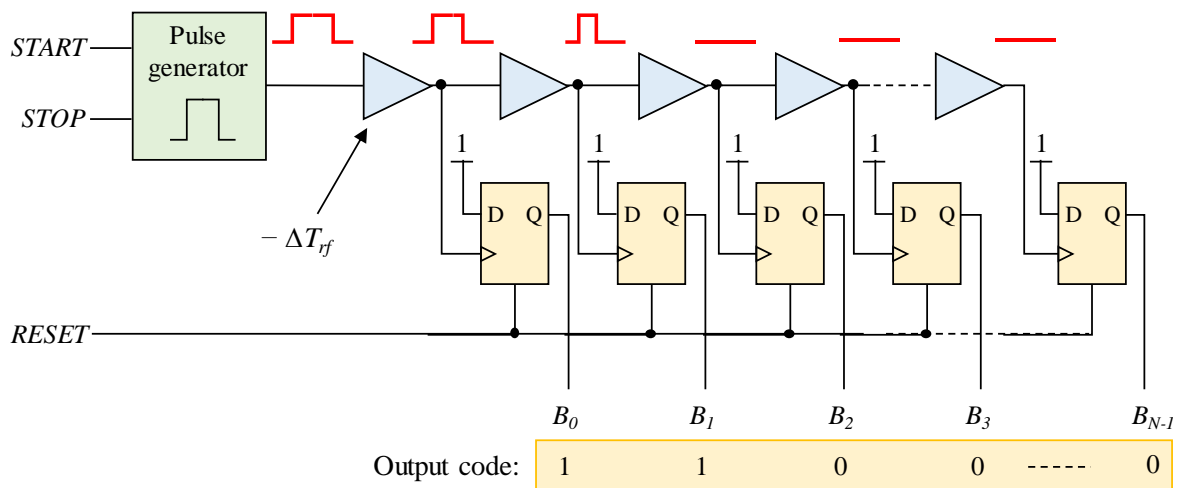 START
Pulse
generator
STOP
1 1 1 1 1
D Q D Q D Q D Q D Q
− ΔT_rf
RESET
B_0 B_1 B_2 B_3 B_N-1
Output code: 1 1 0 0 0